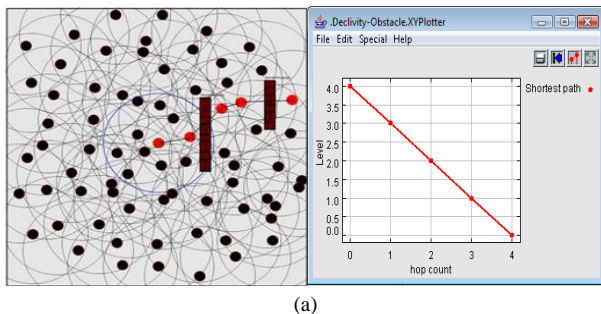 .Declivity-Obstacle.XYPlotter
File Edit Special Help
Shortest path
4.0
3.5
3.0
2.5
2.0
1.5
1.0
0.5
0.0
Level
0 1 2 3 4
hop count
(a)